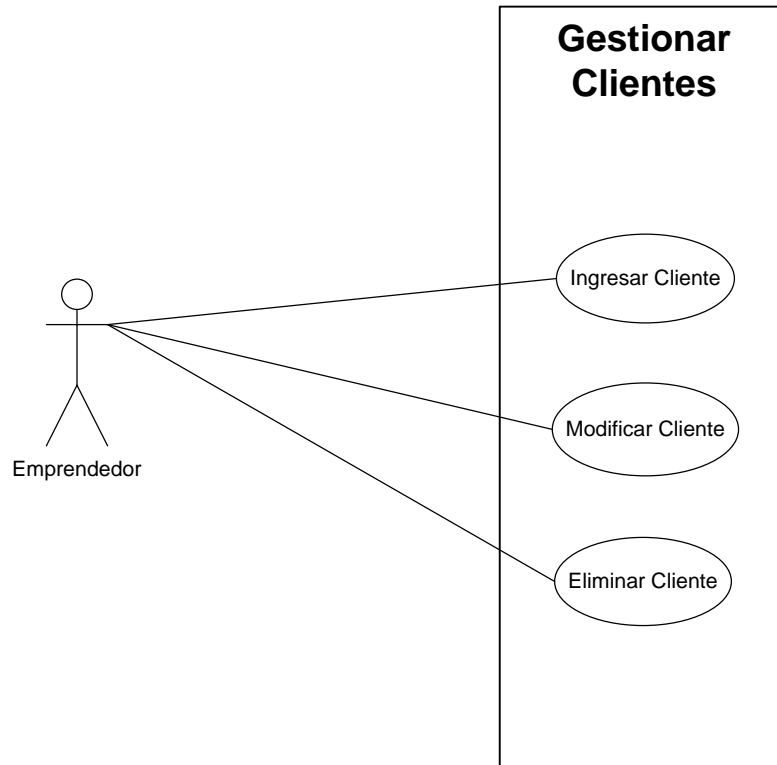 Gestionar
Clientes
Ingresar Cliente
Modificar Cliente
Emprendedor
Eliminar Cliente